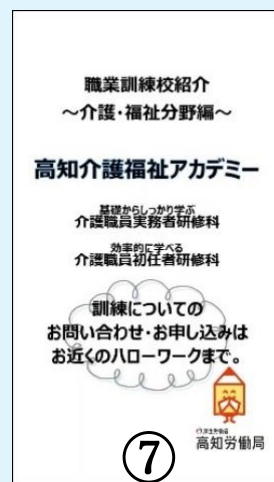 職業訓練校紹介
～介護・福祉分野編～
高知介護福祉アカデミー
基礎からしっかり学ぶ
介護職員実務者研修科
効率的に学べる
介護職員初任者研修科
訓練についての
お問い合わせ・お申し込みは
お近くのハローワークまで。
厚生労働省
高知労働局
⑦